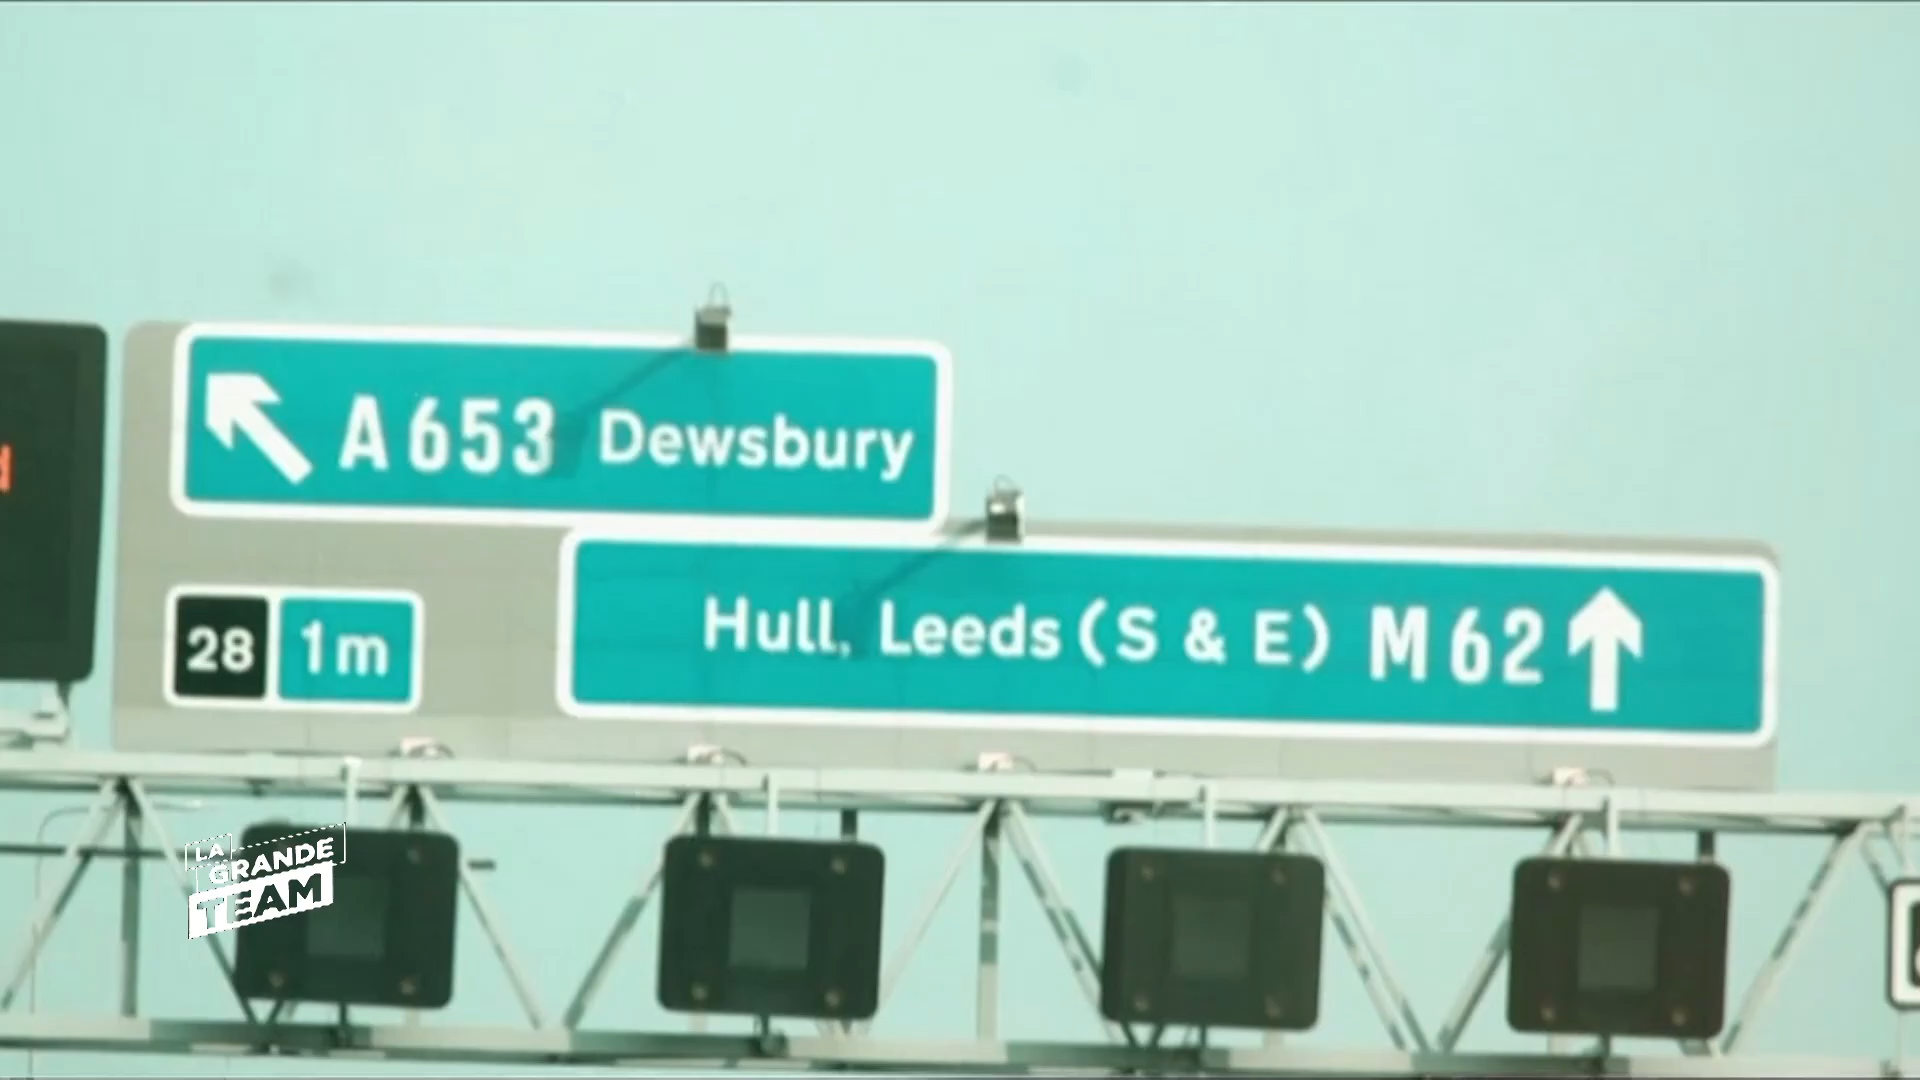 A653 Dewsbury
28 1m
Hull, Leeds (S & E) M62
LA
GRANDE
TEAM